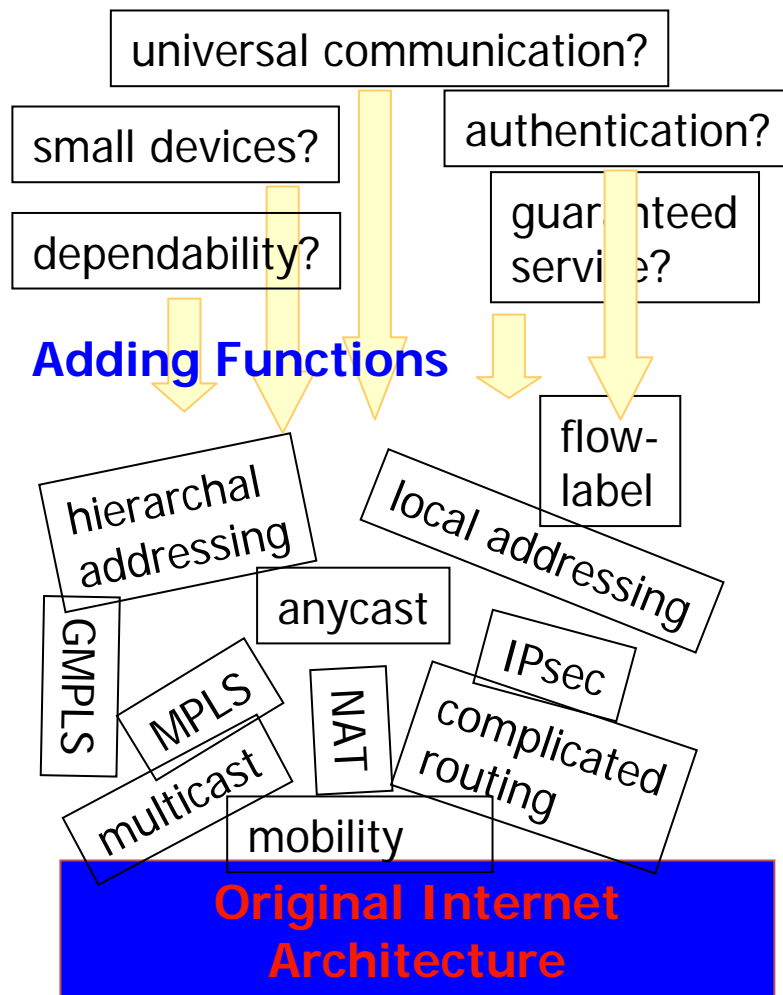 universal communication?
small devices?
authentication?
dependability?
guaranteed
service?
Adding Functions
flow-
label
hierarchal
addressing
local addressing
anycast
GMPLS
MPLS
NAT
IPsec
complicated
routing
multicast
mobility
Original Internet
Architecture